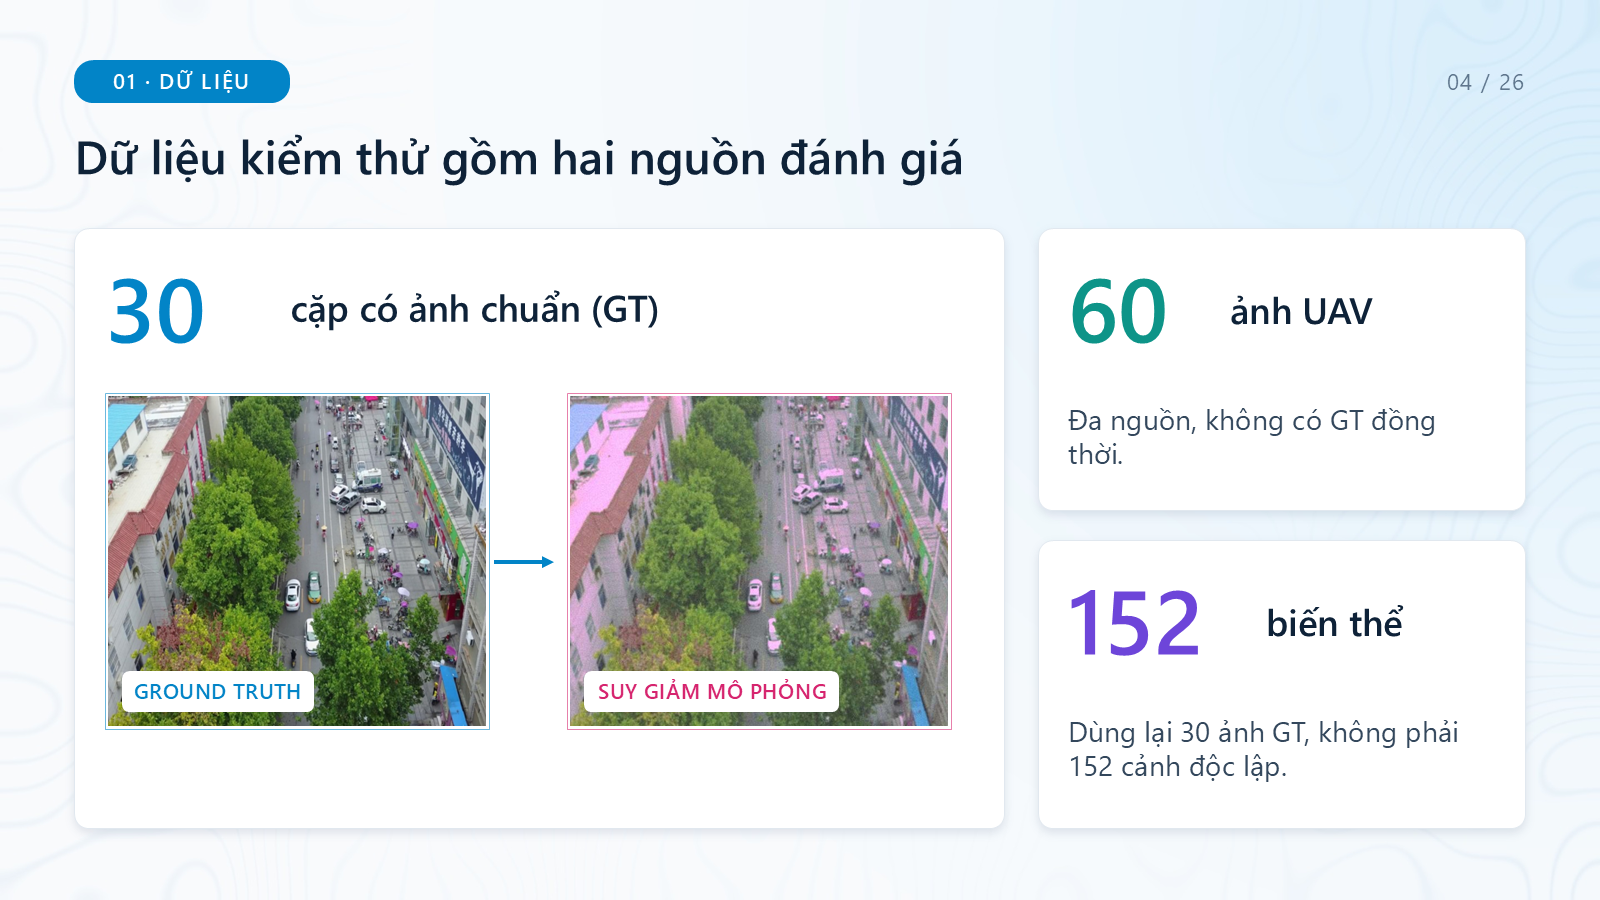 01 · DỮ LIỆU
04 / 26
Dữ liệu kiểm thử gồm hai nguồn đánh giá
30
cặp có ảnh chuẩn (GT)
GROUND TRUTH
SUY GIẢM MÔ PHỎNG
60
ảnh UAV
Đa nguồn, không có GT đồng
thời.
152
biến thể
Dùng lại 30 ảnh GT, không phải
152 cảnh độc lập.